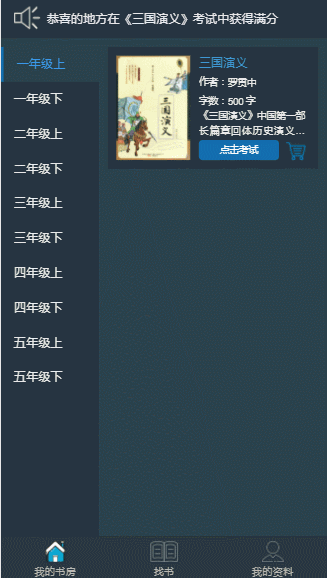 恭喜的地方在《三国演义》考试中获得满分
一年级上
一年级下
二年级上
二年级下
三年级上
三年级下
四年级上
四年级下
五年级上
五年级下
三国演义
三国演义
作者：罗贯中
字数：500 字
《三国演义》中国第一部
长篇章回体历史演义...
点击考试
我的书房
找书
我的资料